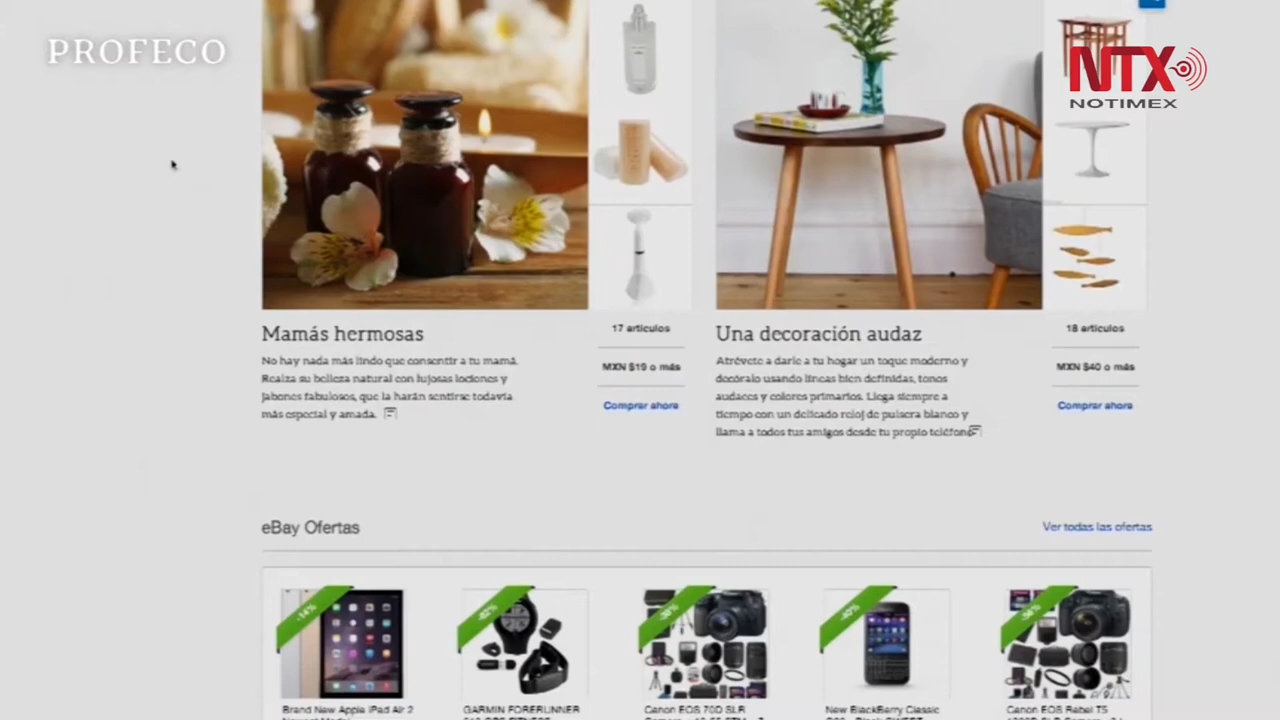 PROFECO
NTX
NOTIMEX
Mamás hermosas
No hay nada más lindo que consentir a tu mamá.
Realza su belleza natural con lujosas lociones y
jabones fabulosos, que la harán sentirse todavía
más especial y amada.
17 artículos
MXN $19 o más
Comprar ahora
Una decoración audaz
Atrévete a darle a tu hogar un toque moderno y
decóralo usando líneas bien definidas, tonos
audaces y colores primarios. Llega siempre a
tiempo con un delicado reloj de pulsera blanco y
llama a todos tus amigos desde tu propio teléfono
18 artículos
MXN $40 o más
Comprar ahora
eBay Ofertas
Ver todas las ofertas
-14%
Brand New Apple iPad Air 2
GARMIN FORERUNNER
Canon EOS 70D SLR
New BlackBerry Classic
Canon EOS Rebel T5